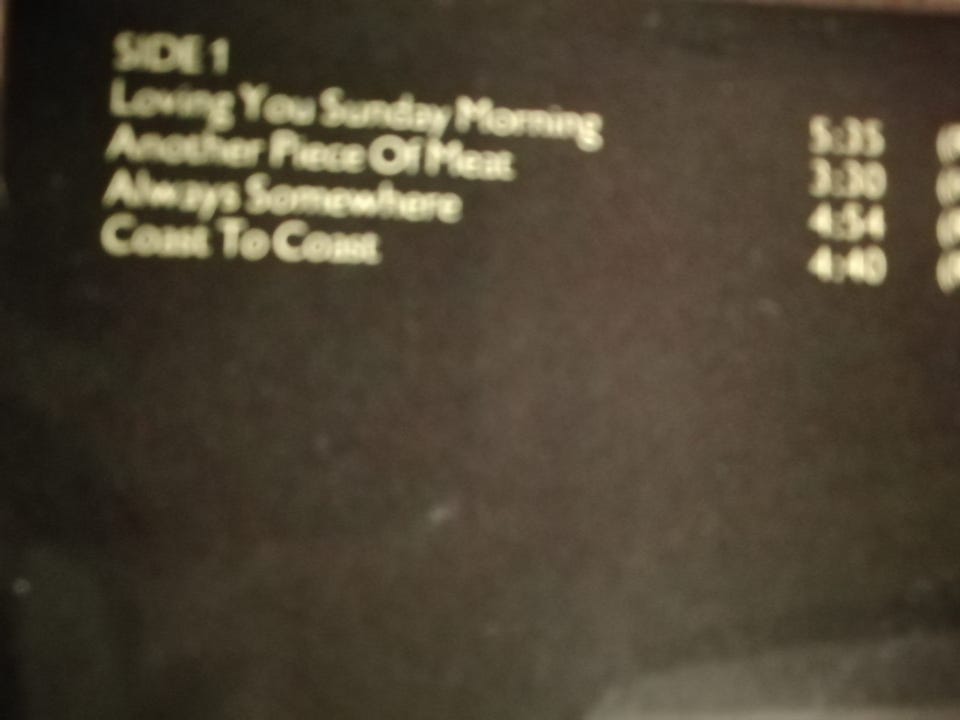 SIDE 1
Loving You Sunday Morning 5:35
Another Piece Of Meat 3:30
Always Somewhere 4:54
Coast To Coast 4:40